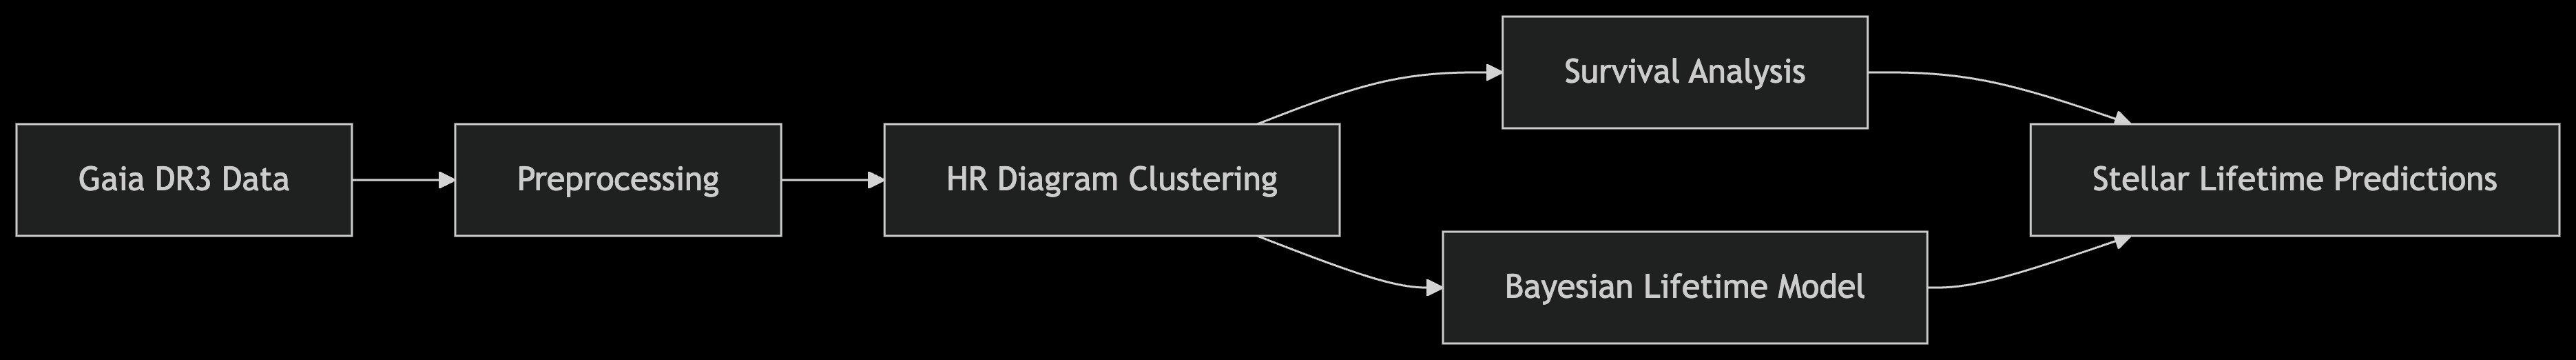 Gaia DR3 Data
Preprocessing
HR Diagram Clustering
Survival Analysis
Bayesian Lifetime Model
Stellar Lifetime Predictions